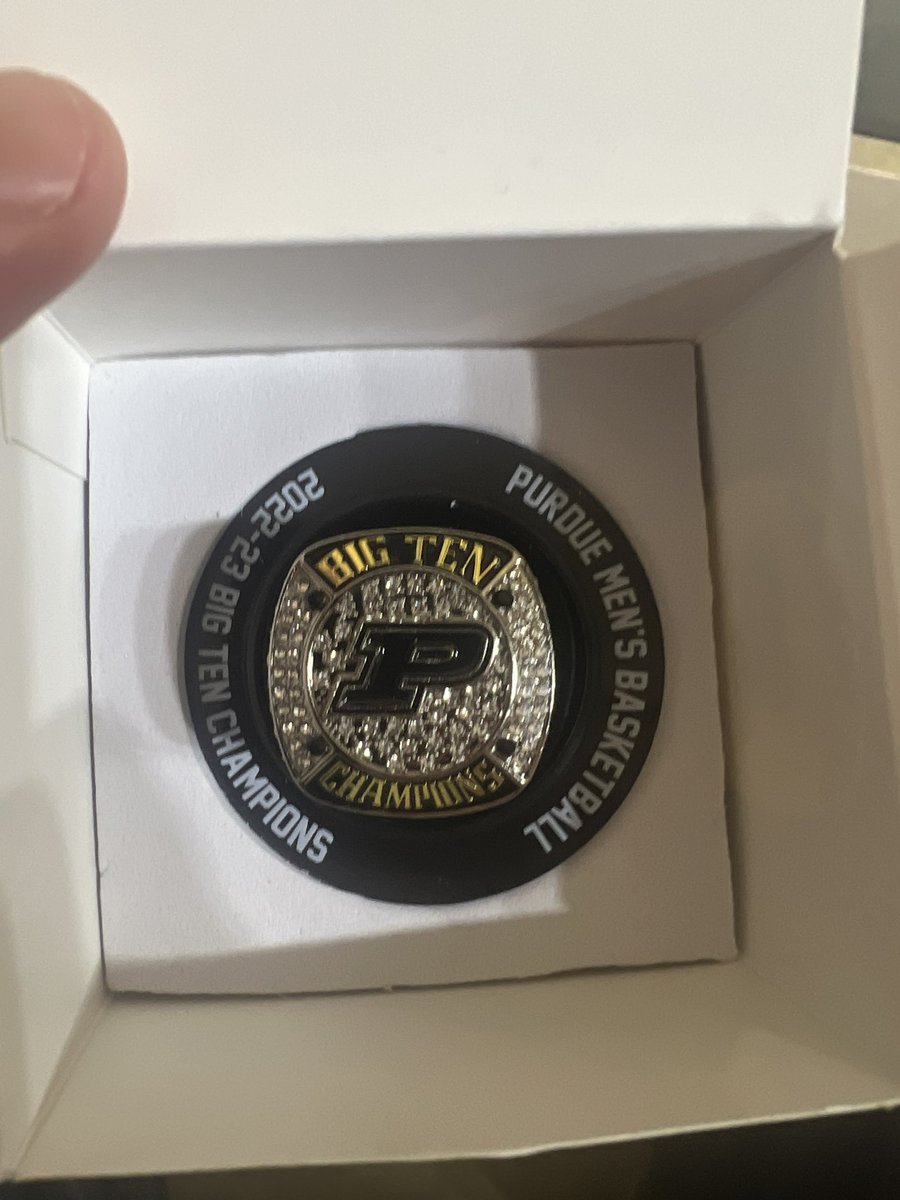 2022-23 BIG TEN CHAMPIONS
PURDUE MEN'S BASKETBALL
BIG TEN
P
CHAMPIONS